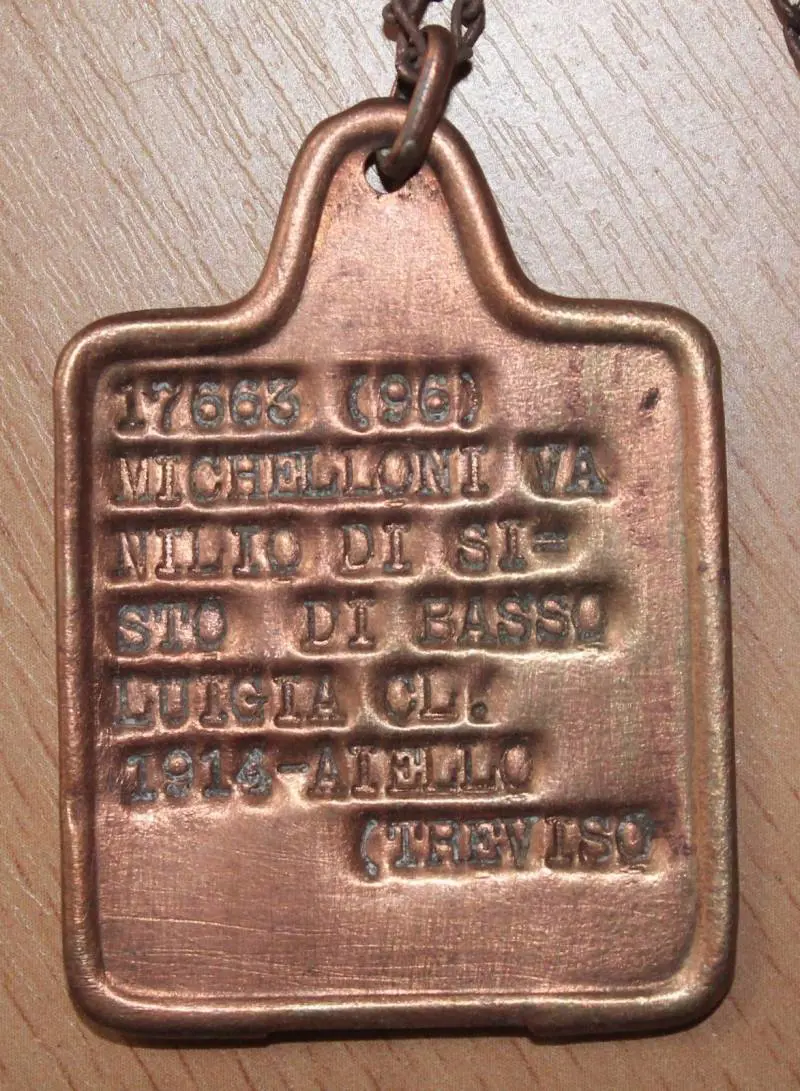 17663 (96)
MICHELLONI VA
NILIO DI SI-
STO DI BASSO
LUIGIA CL.
1914-AIELLO
(TREVISO